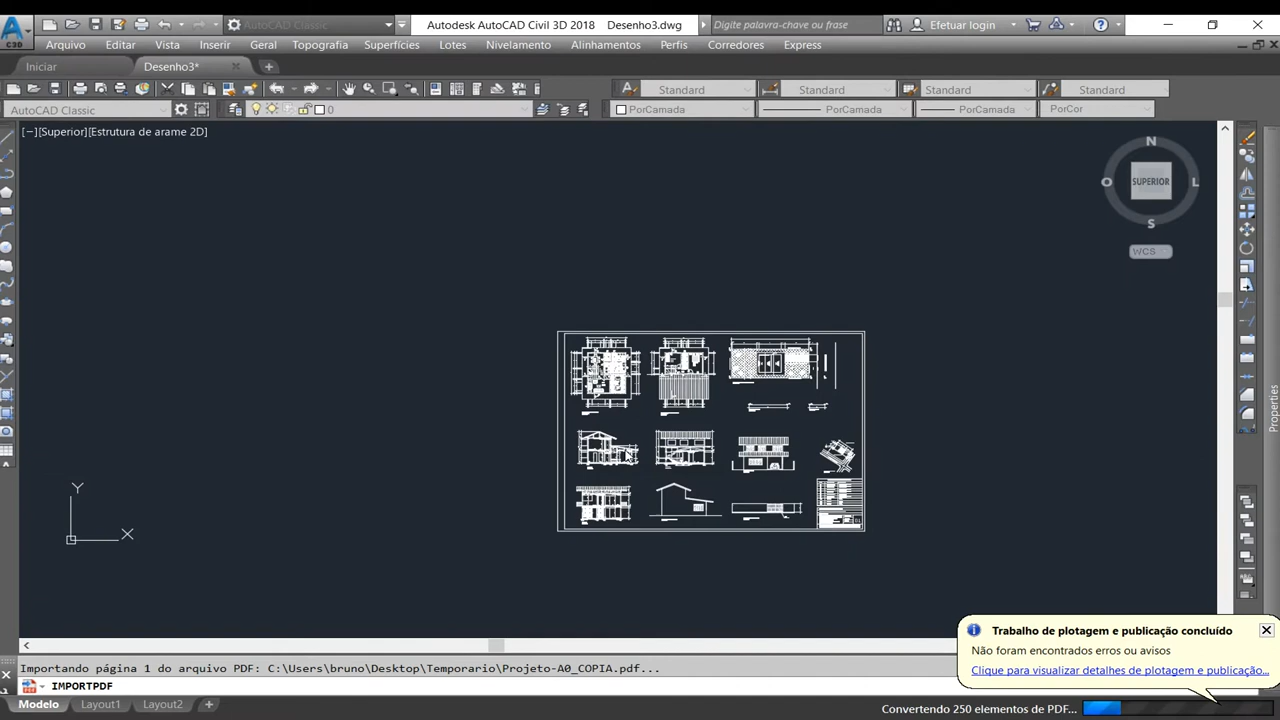 AutoCAD Classic
Autodesk AutoCAD Civil 3D 2018 Desenho3.dwg
Digite palavra-chave ou frase
Efetuar login
C3D
Arquivo Editar Vista Inserir Geral Topografia Superfícies Lotes Nivelamento Alinhamentos Perfis Corredores Express
Iniciar Desenho3*
Standard Standard Standard Standard
AutoCAD Classic 0 PorCamada PorCamada PorCamada PorCor
[−][Superior][Estrutura de arame 2D]
N
O SUPERIOR L
S
WCS
Properties
Y
X
Trabalho de plotagem e publicação concluído
Não foram encontrados erros ou avisos
Clique para visualizar detalhes de plotagem e publicação...
Importando página 1 do arquivo PDF: C:\Users\bruno\Desktop\Temporario\Projeto-A0_COPIA.pdf...
IMPORTPDF
Modelo Layout1 Layout2
Convertendo 250 elementos de PDF...